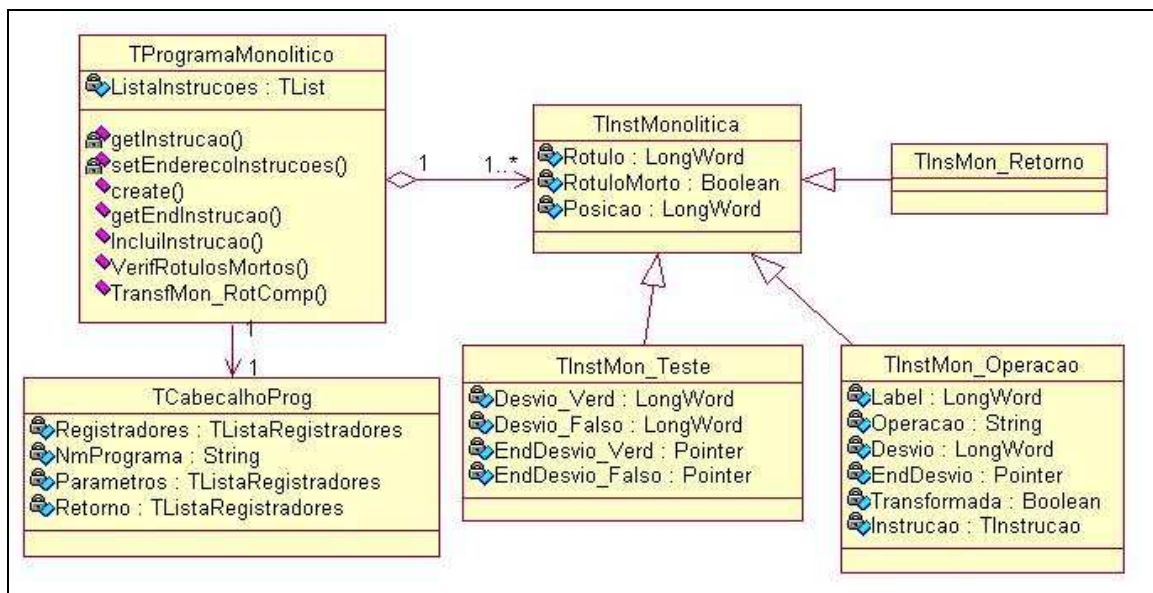 TProgramaMonolitico
ListaInstrucoes : TList
getInstrucao()
setEnderecoInstrucoes()
create()
getEndInstrucao()
IncluiInstrucao()
VerifRotulosMortos()
TransfMon_RotComp()
1
1..*
TInstMonolitica
Rotulo : LongWord
RotuloMorto : Boolean
Posicao : LongWord
TInsMon_Retorno
1
1
TCabecalhoProg
Registradores : TListaRegistradores
NmPrograma : String
Parametros : TListaRegistradores
Retorno : TListaRegistradores
TInstMon_Teste
Desvio_Verd : LongWord
Desvio_Falso : LongWord
EndDesvio_Verd : Pointer
EndDesvio_Falso : Pointer
TInstMon_Operacao
Label : LongWord
Operacao : String
Desvio : LongWord
EndDesvio : Pointer
Transformada : Boolean
Instrucao : TInstrucao